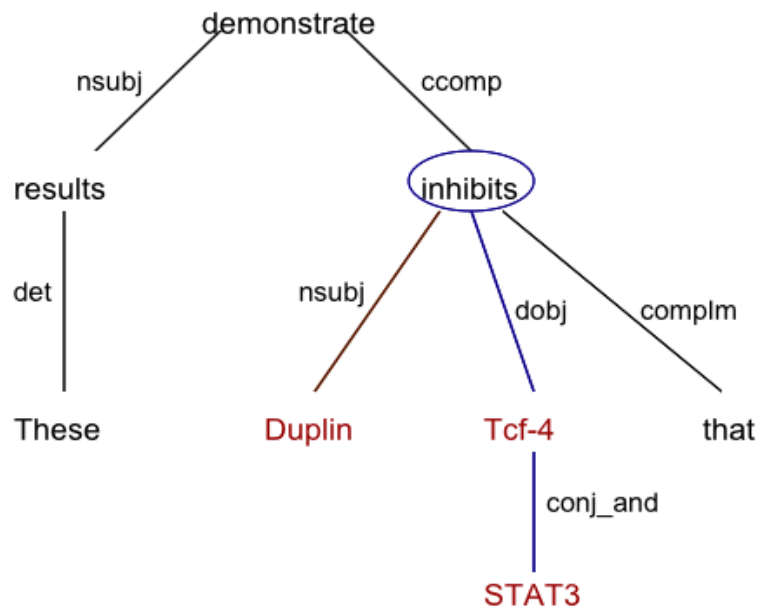 demonstrate
nsubj ccomp
results inhibits
det nsubj dobj complm
These Duplin Tcf-4 that
conj_and
STAT3